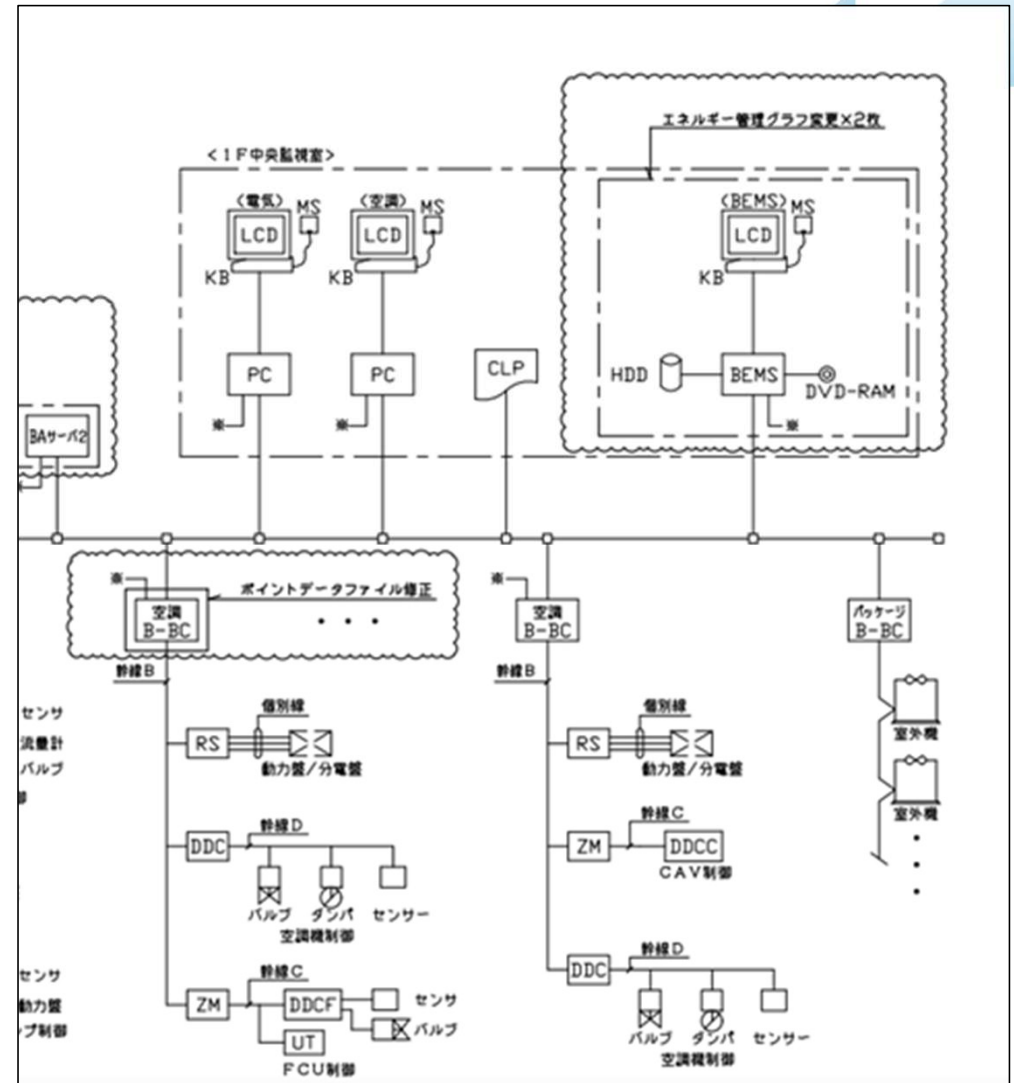 エネルギー管理グラフ変更×2枚
<1F中央監視室>
(電気)
MS
(空調)
MS
(BEMS)
MS
LCD
LCD
LCD
KB
KB
KB
PC
PC
CLP
HDD
BEMS
DVD-RAM
※
※
※
BAサーバ2
※
ポイントデータファイル修正
・・・
※
空調
B-BC
空調
B-BC
パッケージ
B-BC
幹線B
幹線B
センサ
流量計
バルブ
御
個別線
RS
動力盤/分電盤
個別線
RS
動力盤/分電盤
室外機
室外機
幹線D
DDC
バルブ
ダンパ
センサー
空調機制御
幹線C
ZM
DDCC
CAV制御
センサ
動力盤
プ制御
幹線C
ZM
DDCF
センサ
バルブ
UT
FCU制御
幹線D
DDC
バルブ
ダンパ
センサー
空調機制御